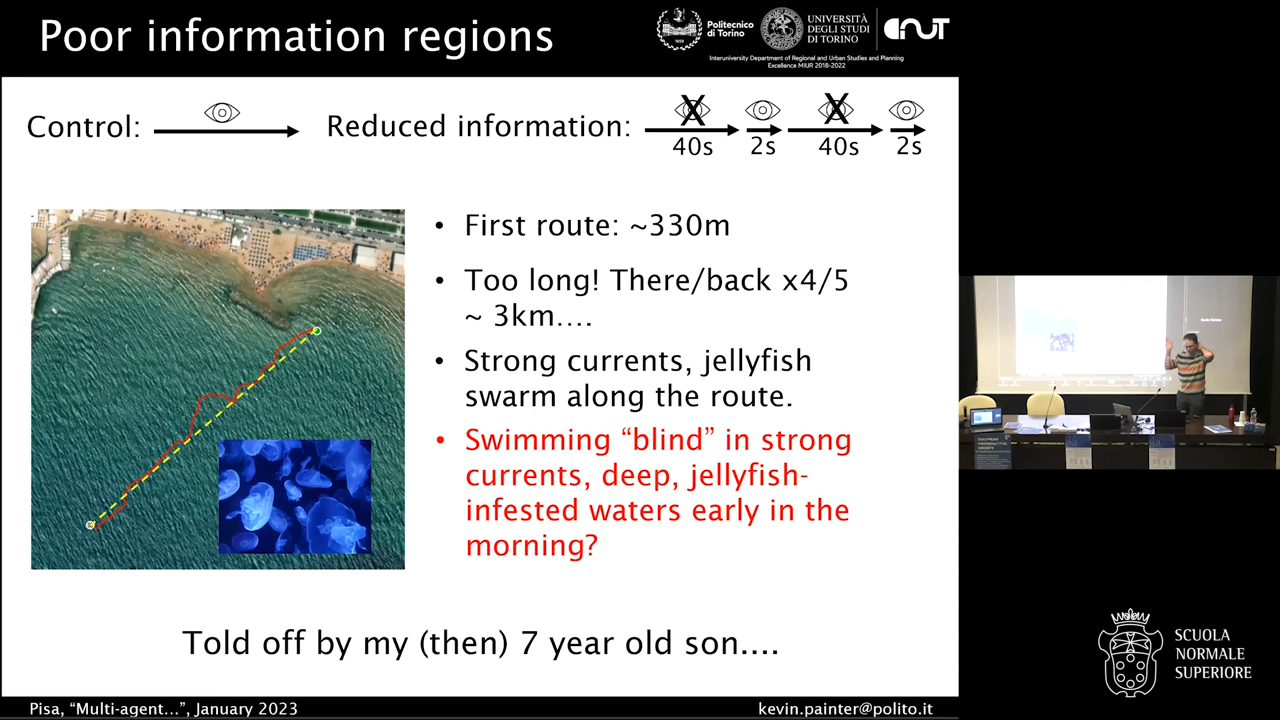 Poor information regions
Politecnico
di Torino
UNIVERSITÀ
DEGLI STUDI
DI TORINO
Interuniversity Department of Regional and Urban Studies and Planning
Excellence MIUR 2018-2022
Control:
Reduced information:
X
X
40s
2s
40s
2s
• First route: ~330m
• Too long! There/back x4/5
~ 3km....
• Strong currents, jellyfish
swarm along the route.
• Swimming “blind” in strong
currents, deep, jellyfish-
infested waters early in the
morning?
Told off by my (then) 7 year old son....
Pisa, “Multi-agent...”, January 2023
kevin.painter@polito.it
SCUOLA
NORMALE
SUPERIORE